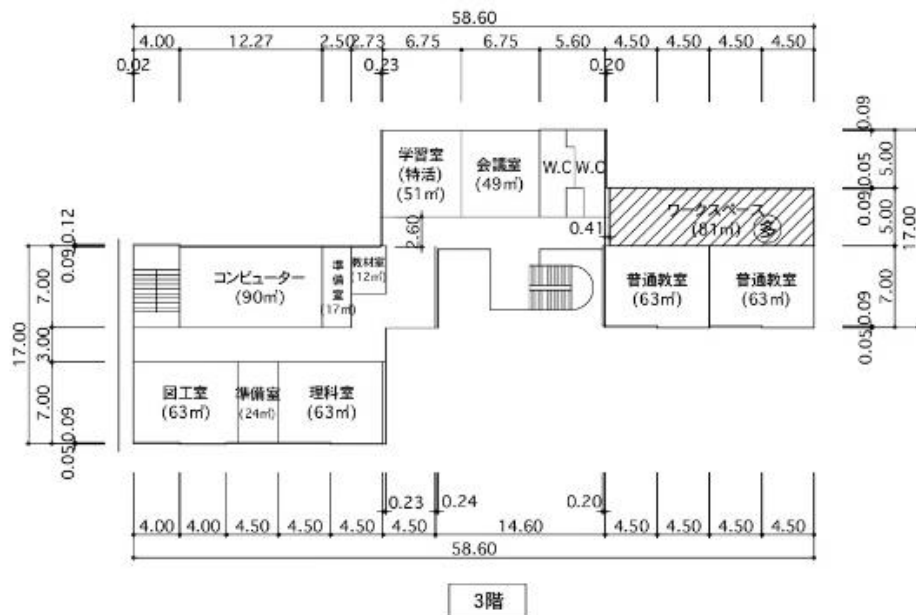 58.60
4.00 12.27 2.50 2.73 6.75 6.75 5.60 4.50 4.50 4.50 4.50
0.02 0.23 0.20
0.09
5.00
0.05
0.09
5.00
17.00
7.00
0.09
0.05
学習室
(特活)
(51㎡)
会議室
(49㎡)
W.C W.C
ワークスペース
(81㎡) 多
2.60
0.41
0.12
0.09
7.00
17.00
3.00
7.00
0.09
0.05
コンピューター
(90㎡)
準備室
(17㎡)
教材室
(12㎡)
普通教室
(63㎡)
普通教室
(63㎡)
図工室
(63㎡)
準備室
(24㎡)
理科室
(63㎡)
0.23 0.24 0.20
4.00 4.00 4.50 4.50 4.50 4.50 14.60 4.50 4.50 4.50 4.50
58.60
3階